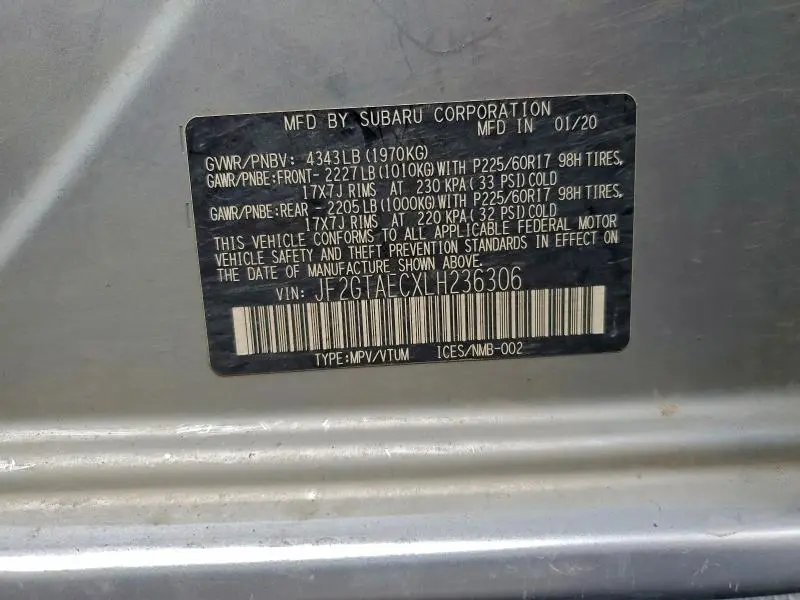 MFD BY SUBARU CORPORATION
MFD IN 01/20
GVWR/PNBV: 4343LB(1970KG)
GAWR/PNBE:FRONT- 2227LB(1010KG)WITH P225/60R17 98H TIRES,
17X7J RIMS AT 230 KPA(33 PSI)COLD
GAWR/PNBE:REAR - 2205LB(1000KG)WITH P225/60R17 98H TIRES,
17X7J RIMS AT 220 KPA(32 PSI)COLD
THIS VEHICLE CONFORMS TO ALL APPLICABLE FEDERAL MOTOR
VEHICLE SAFETY AND THEFT PREVENTION STANDARDS IN EFFECT ON
THE DATE OF MANUFACTURE SHOWN ABOVE.
VIN: JF2GTAECXLH236306
TYPE:MPV/VTUM ICES/NMB-002